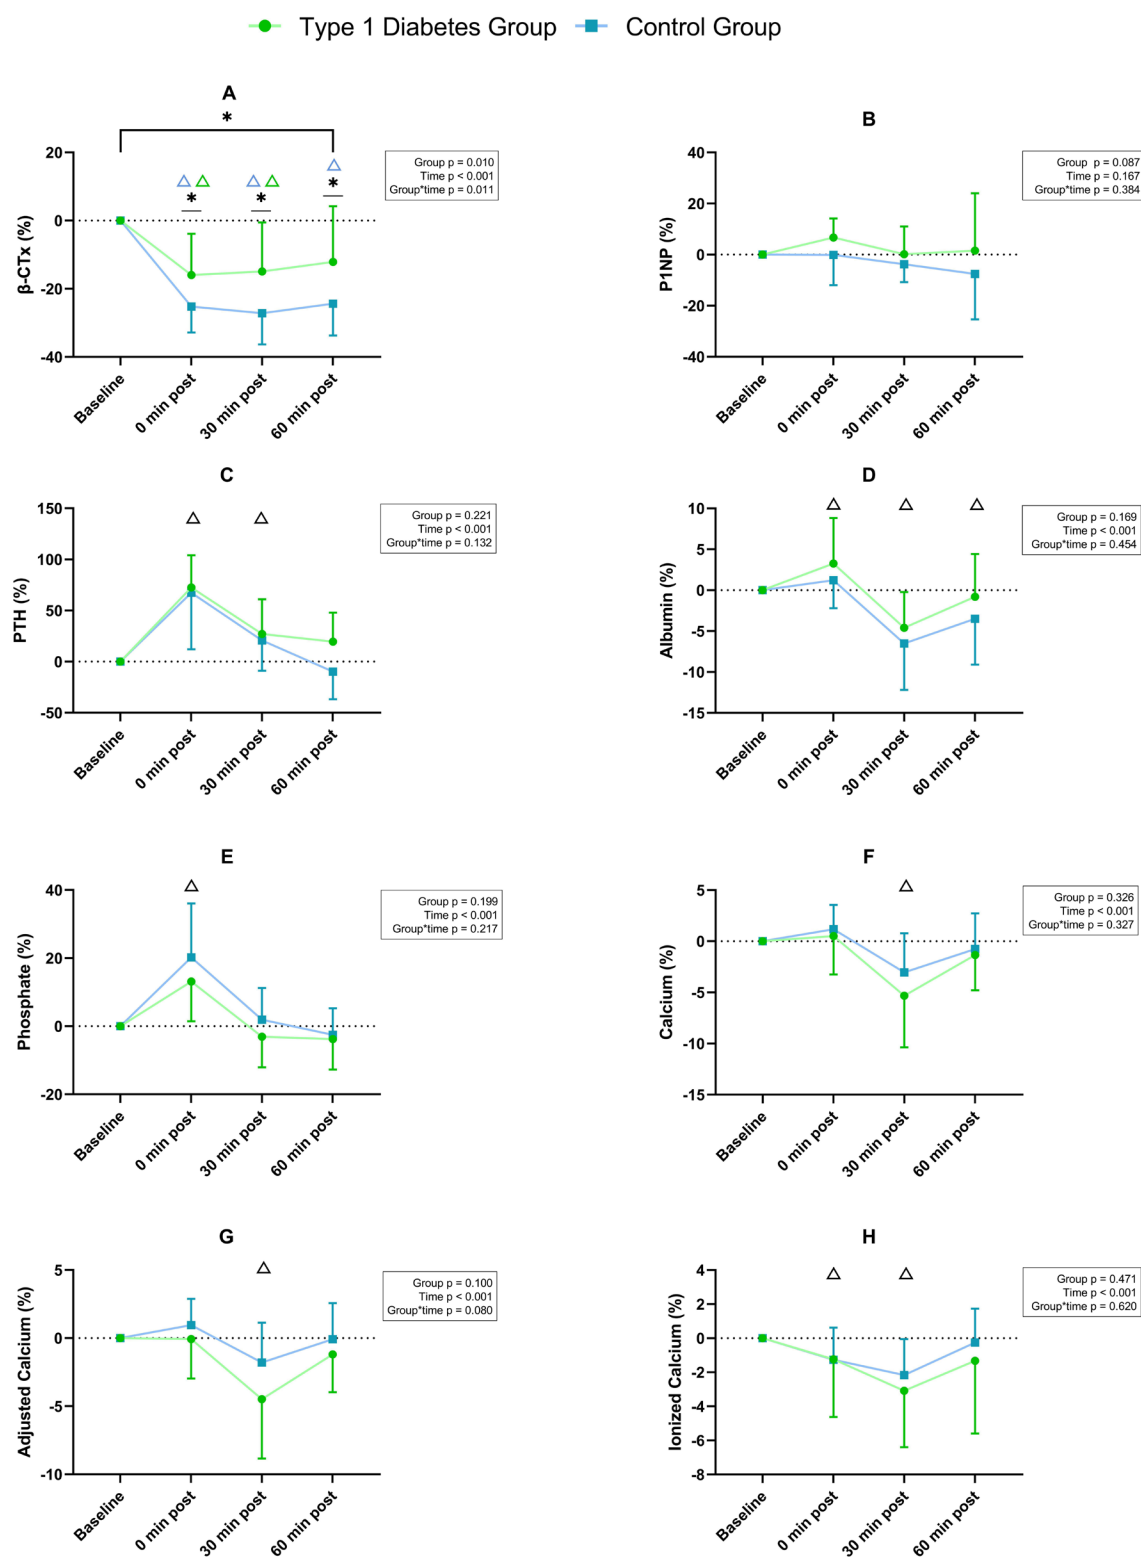 Type 1 Diabetes Group Control Group
A
*
β-CTx (%)
20
0
-20
-40
* * *
Baseline
0 min post
30 min post
60 min post
Group p = 0.010
Time p < 0.001
Group*time p = 0.011
B
P1NP (%)
40
20
0
-20
-40
Baseline
0 min post
30 min post
60 min post
Group p = 0.087
Time p = 0.167
Group*time p = 0.384
C
PTH (%)
150
100
50
0
-50
Baseline
0 min post
30 min post
60 min post
Group p = 0.221
Time p < 0.001
Group*time p = 0.132
D
Albumin (%)
10
5
0
-5
-10
-15
Baseline
0 min post
30 min post
60 min post
Group p = 0.169
Time p < 0.001
Group*time p = 0.454
E
Phosphate (%)
40
20
0
-20
Baseline
0 min post
30 min post
60 min post
Group p = 0.199
Time p < 0.001
Group*time p = 0.217
F
Calcium (%)
5
0
-5
-10
-15
Baseline
0 min post
30 min post
60 min post
Group p = 0.326
Time p < 0.001
Group*time p = 0.327
G
Adjusted Calcium (%)
5
0
-5
-10
Baseline
0 min post
30 min post
60 min post
Group p = 0.100
Time p < 0.001
Group*time p = 0.080
H
Ionized Calcium (%)
4
2
0
-2
-4
-6
-8
Baseline
0 min post
30 min post
60 min post
Group p = 0.471
Time p < 0.001
Group*time p = 0.620